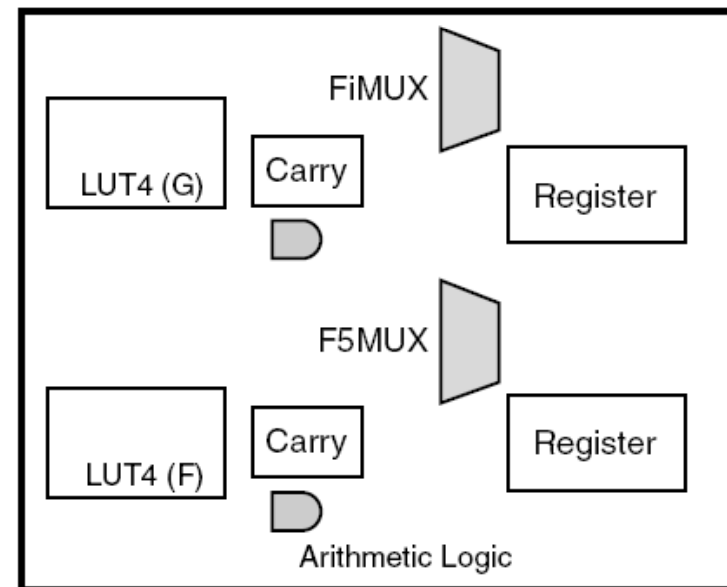 FiMUX
LUT4 (G)
Carry
Register
F5MUX
LUT4 (F)
Carry
Register
Arithmetic Logic